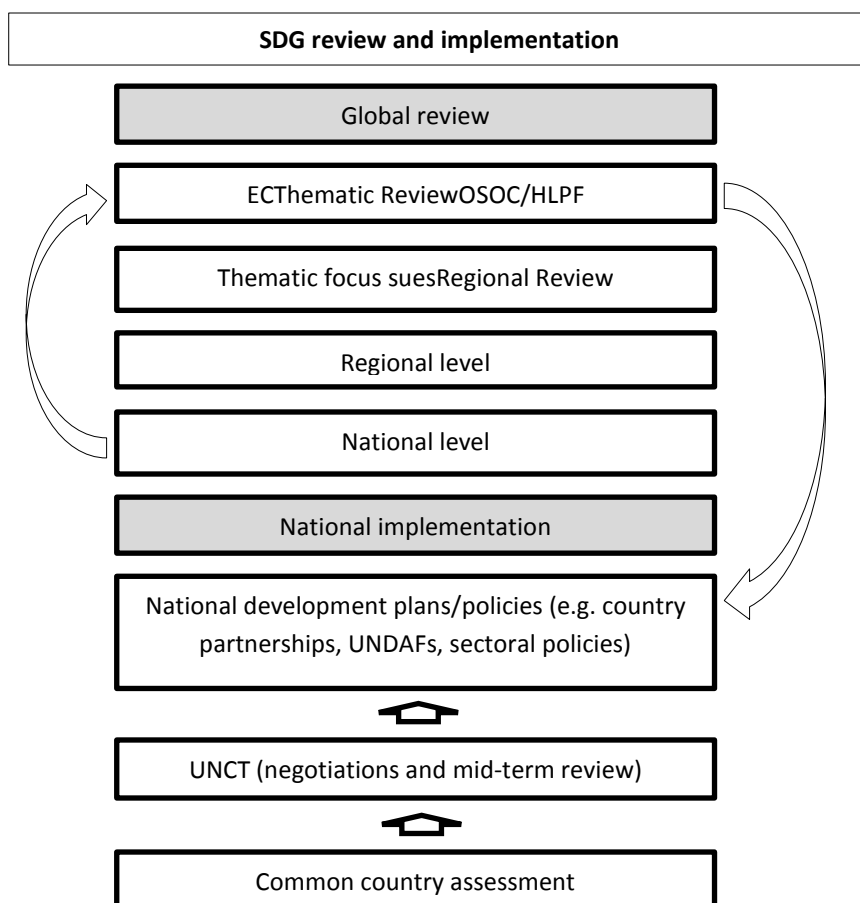 SDG review and implementation
Global review
ECThematic ReviewOSOC/HLPF
Thematic focus suesRegional Review
Regional level
National level
National implementation
National development plans/policies (e.g. country
partnerships, UNDAFs, sectoral policies)
UNCT (negotiations and mid-term review)
Common country assessment